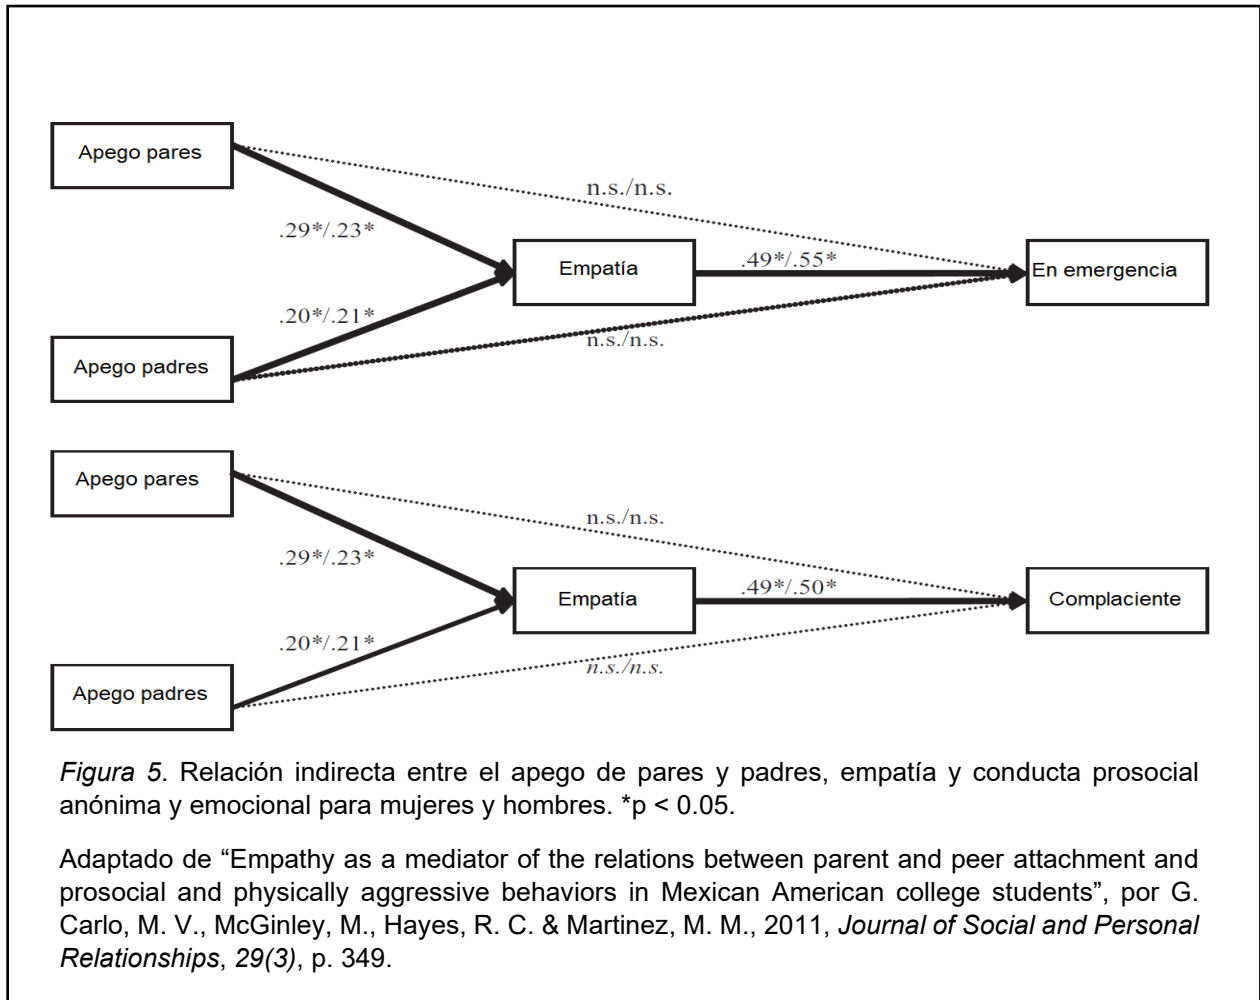 Apego pares
n.s./n.s.
.29*/.23*
Empatía
.49*/.55*
En emergencia
.20*/.21*
n.s./n.s.
Apego padres
Apego pares
n.s./n.s.
.29*/.23*
Empatía
.49*/.50*
Complaciente
.20*/.21*
n.s./n.s.
Apego padres
Figura 5. Relación indirecta entre el apego de pares y padres, empatía y conducta prosocial
anónima y emocional para mujeres y hombres. *p < 0.05.
Adaptado de “Empathy as a mediator of the relations between parent and peer attachment and
prosocial and physically aggressive behaviors in Mexican American college students”, por G.
Carlo, M. V., McGinley, M., Hayes, R. C. & Martinez, M. M., 2011, Journal of Social and Personal
Relationships, 29(3), p. 349.